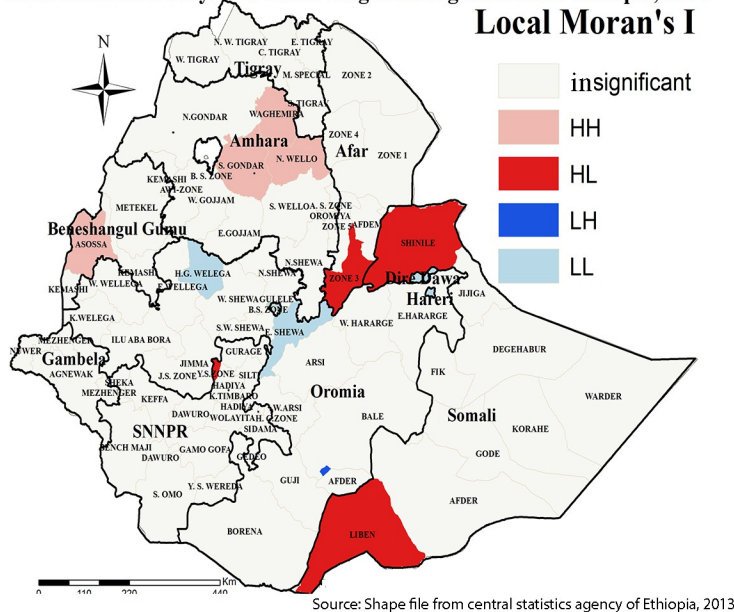 Local Moran's I
insignificant
HH
HL
LH
LL
N
N. W. TIGRAY
E. TIGRAY
C. TIGRAY
W. TIGRAY
Tigray
M. SPECIAL
ZONE 2
S. TIGRAY
WAGHEMIRA
N.GONDAR
ZONE 4
Amhara
Afar
ZONE 1
S. GONDAR
N. WELLO
B. S. ZONE
KEMASHI
AWI-ZONE
W. GOJJAM
METEKEL
S. WELLO
A. S. ZONE
OROMIYA
ZONE 5
AFDEM
Beneshangul Gumu
E.GOJJAM
ASOSSA
SHINILE
N.SHEWA
N.SHEWA
KEMASHI
H.G. WELEGA
ZONE 3
Dire Dawa
W. WELLEGA
E. WELLEGA
KEMASHI
Hareri
JIJIGA
W. SHEWA
GULELE
B.S. ZONE
E.HARARGE
K.WELEGA
W. HARARGE
S.W. SHEWA
E. SHEWA
MEZHENGER
ILU ABA BORA
NUWER
Gambela
GURAGE
DEGEHABUR
JIMMA
ARSI
AGNEWAK
J.S. ZONE
Y.S.ZONE
SILTI
FIK
SHEKA
HADIYA
MEZHENGER
KEFFA
K.TIMBARO
Oromia
WARDER
HADIYA
W.ARSI
DAWURO
WOLAYITA
H. G.ZONE
BALE
Somali
SIDAMA
KORAHE
SNNPR
BENCH MAJI
GAMO GOFA
GEDEO
GODE
DAWURO
GUJI
AFDER
Y. S. WEREDA
S. OMO
AFDER
BORENA
LIBEN
0 110 220 440 Km
Source: Shape file from central statistics agency of Ethiopia, 2013